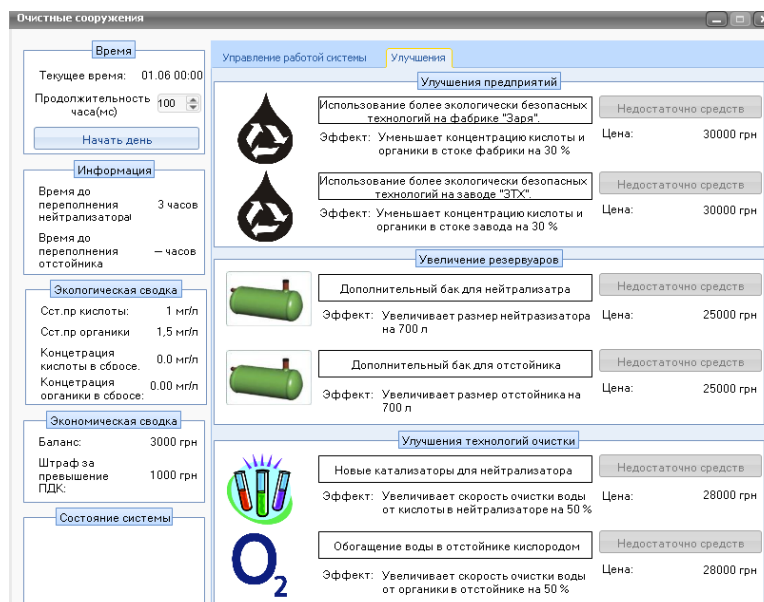 Очистные сооружения
Время
Текущее время: 01.06 00:00
Продолжительность
часа(мс) 100
Начать день
Информация
Время до
переполнения 3 часов
нейтрализатора
Время до
переполнения — часов
отстойника
Экологическая сводка
Сст.пр кислоты: 1 мг/л
Сст.пр органики 1,5 мг/л
Концетрация 0.0 мг/л
кислоты в сбросе.
Концетрация 0.00 мг/л
органики в сбросе:
Экономическая сводка
Баланс: 3000 грн
Штраф за
превышение 1000 грн
ПДК:
Состояние системы
Управление работой системы Улучшения
Улучшения предприятий
Использование более экологически безопасных
технологий на фабрике "Заря".
Недостаточно средств
Эффект: Уменьшает концентрацию кислоты и
органики в стоке фабрики на 30 %
Цена: 30000 грн
Использование более экологически безопасных
технологий на заводе "ЗТХ".
Недостаточно средств
Эффект: Уменьшает концентрацию кислоты и
органики в стоке завода на 30 %
Цена: 30000 грн
Увеличение резервуаров
Дополнительный бак для нейтрализатра
Недостаточно средств
Эффект: Увеличивает размер нейтразизатора
на 700 л
Цена: 25000 грн
Дополнительный бак для отстойника
Недостаточно средств
Эффект: Увеличивает размер отстойника на
700 л
Цена: 25000 грн
Улучшения технологий очистки
Новые катализаторы для нейтрализатора
Недостаточно средств
Эффект: Увеличивает скорость очистки воды
от кислоты в нейтрализаторе на 50 %
Цена: 28000 грн
O2
Обогащение воды в отстойнике кислородом
Недостаточно средств
Эффект: Увеличивает скорость очистки воды
от органики в отстойнике на 50 %
Цена: 28000 грн